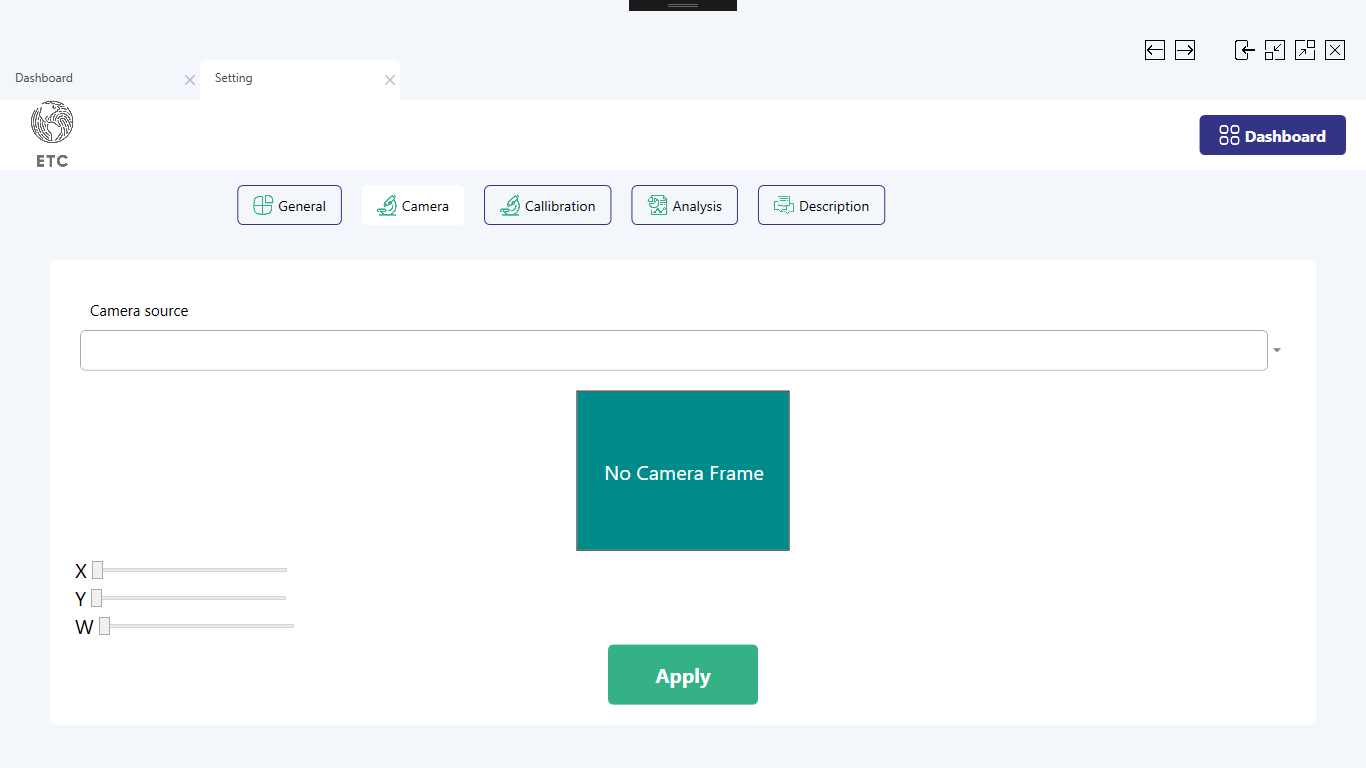 Dashboard
Setting
ETC
Dashboard
General
Camera
Callibration
Analysis
Description
Camera source
No Camera Frame
X
Y
W
Apply